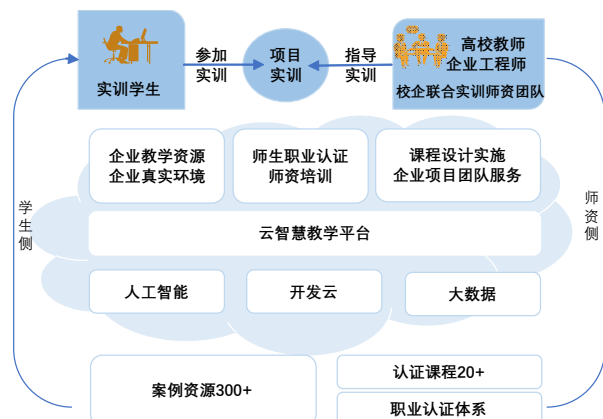 参加
实训
项目
实训
指导
实训
高校教师
企业工程师
校企联合实训师资团队
实训学生
企业教学资源
企业真实环境
师生职业认证
师资培训
课程设计实施
企业项目团队服务
学生侧
师资侧
云智慧教学平台
人工智能
开发云
大数据
案例资源300+
认证课程20+
职业认证体系